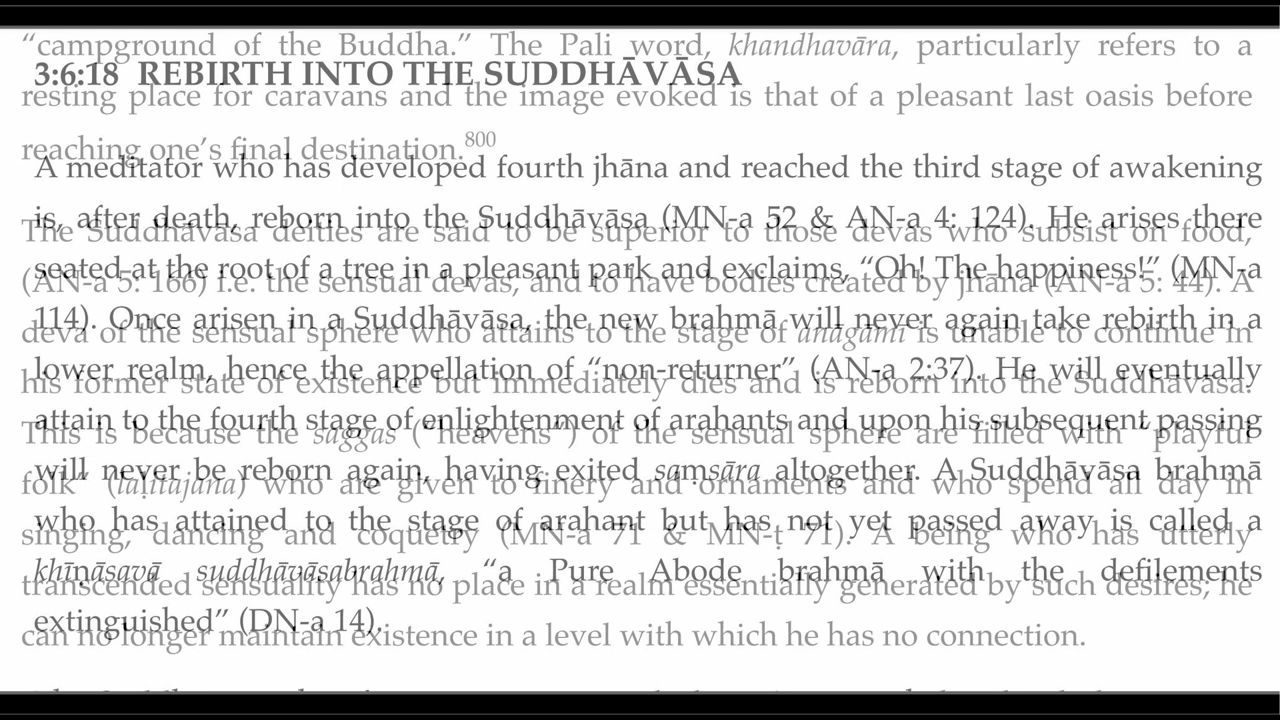 “campground of the Buddha.” The Pali word, khandhavāra, particularly refers to a
resting place for caravans and the image evoked is that of a pleasant last oasis before
reaching one’s final destination.800
The Suddhāvāsa deities are said to be superior to those devas who subsist on food,
(AN-a 5: 166) i.e. the sensual devas, and to have bodies created by jhāna (AN-a 5: 44). A
deva of the sensual sphere who attains to the stage of anāgāmī is unable to continue in
his former state of existence but immediately dies and is reborn into the Suddhāvāsa.
This is because the saggas (“heavens”) of the sensual sphere are filled with “playful
folk” (laḷitajana) who are given to finery and ornaments and who spend all day in
singing, dancing and coquetry (MN-a 71 & MN-ṭ 71). A being who has utterly
transcended sensuality has no place in a realm essentially generated by such desires; he
can no longer maintain existence in a level with which he has no connection.
3:6:18 REBIRTH INTO THE SUDDHĀVĀSA
A meditator who has developed fourth jhāna and reached the third stage of awakening
is, after death, reborn into the Suddhāvāsa (MN-a 52 & AN-a 4: 124). He arises there
seated at the root of a tree in a pleasant park and exclaims, “Oh! The happiness!” (MN-a
114). Once arisen in a Suddhāvāsa, the new brahmā will never again take rebirth in a
lower realm, hence the appellation of “non-returner” (AN-a 2:37). He will eventually
attain to the fourth stage of enlightenment of arahants and upon his subsequent passing
will never be reborn again, having exited saṃsāra altogether. A Suddhāvāsa brahmā
who has attained to the stage of arahant but has not yet passed away is called a
khīṇāsavā suddhāvāsabrahmā, “a Pure Abode brahmā with the defilements
extinguished” (DN-a 14).